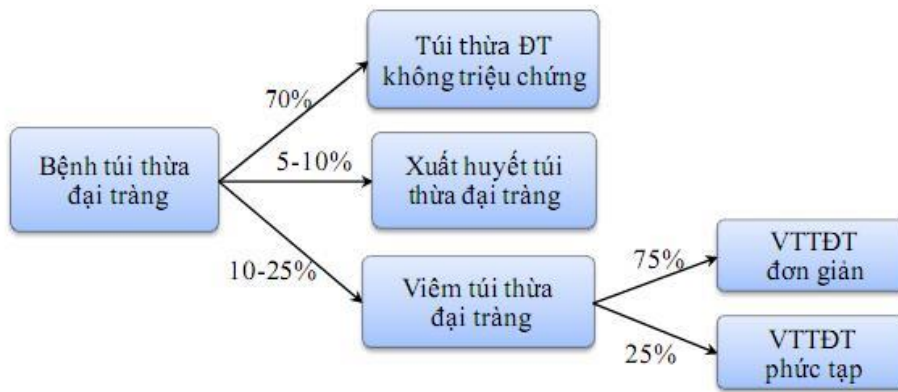 Túi thừa ĐT
không triệu chứng
70%
Bệnh túi thừa
đại tràng
5-10%
Xuất huyết túi
thừa đại tràng
10-25%
Viêm túi thừa
đại tràng
75%
VTTĐT
đơn giản
25%
VTTĐT
phức tạp